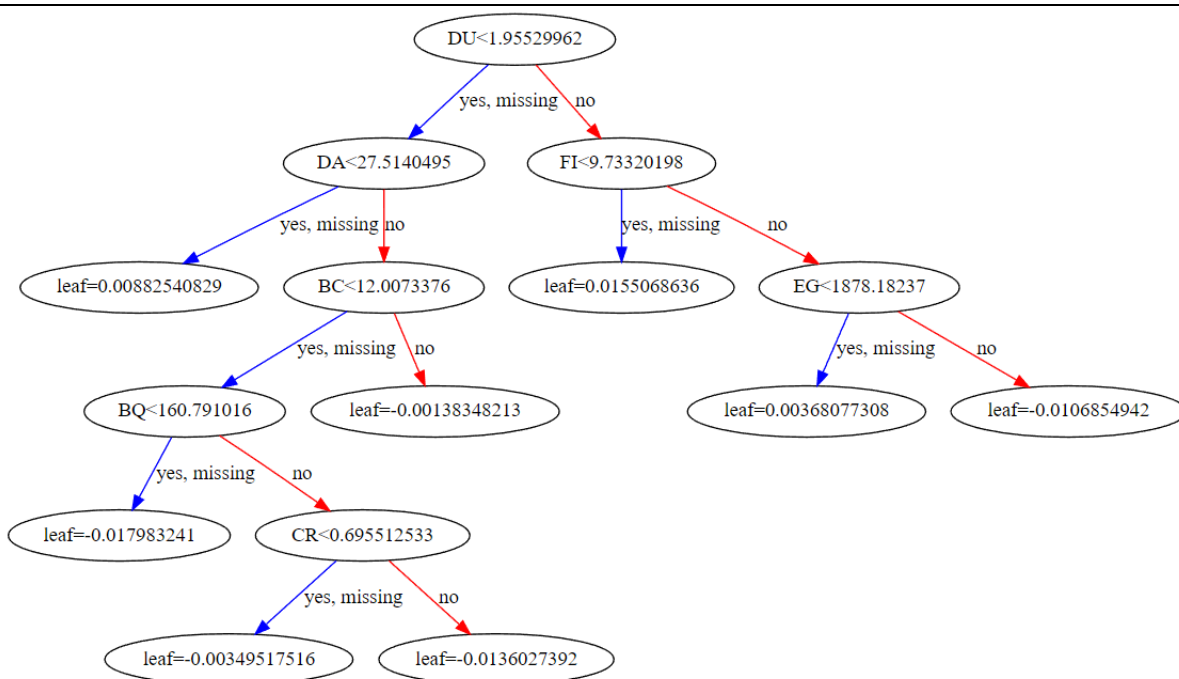 DU<1.95529962
yes, missing no
DA<27.5140495 FI<9.73320198
yes, missing no yes, missing no
leaf=0.00882540829 BC<12.0073376 leaf=0.0155068636 EG<1878.18237
yes, missing no yes, missing no
BQ<160.791016 leaf=-0.00138348213 leaf=0.00368077308 leaf=-0.0106854942
yes, missing no
leaf=-0.017983241 CR<0.695512533
yes, missing no
leaf=-0.00349517516 leaf=-0.0136027392